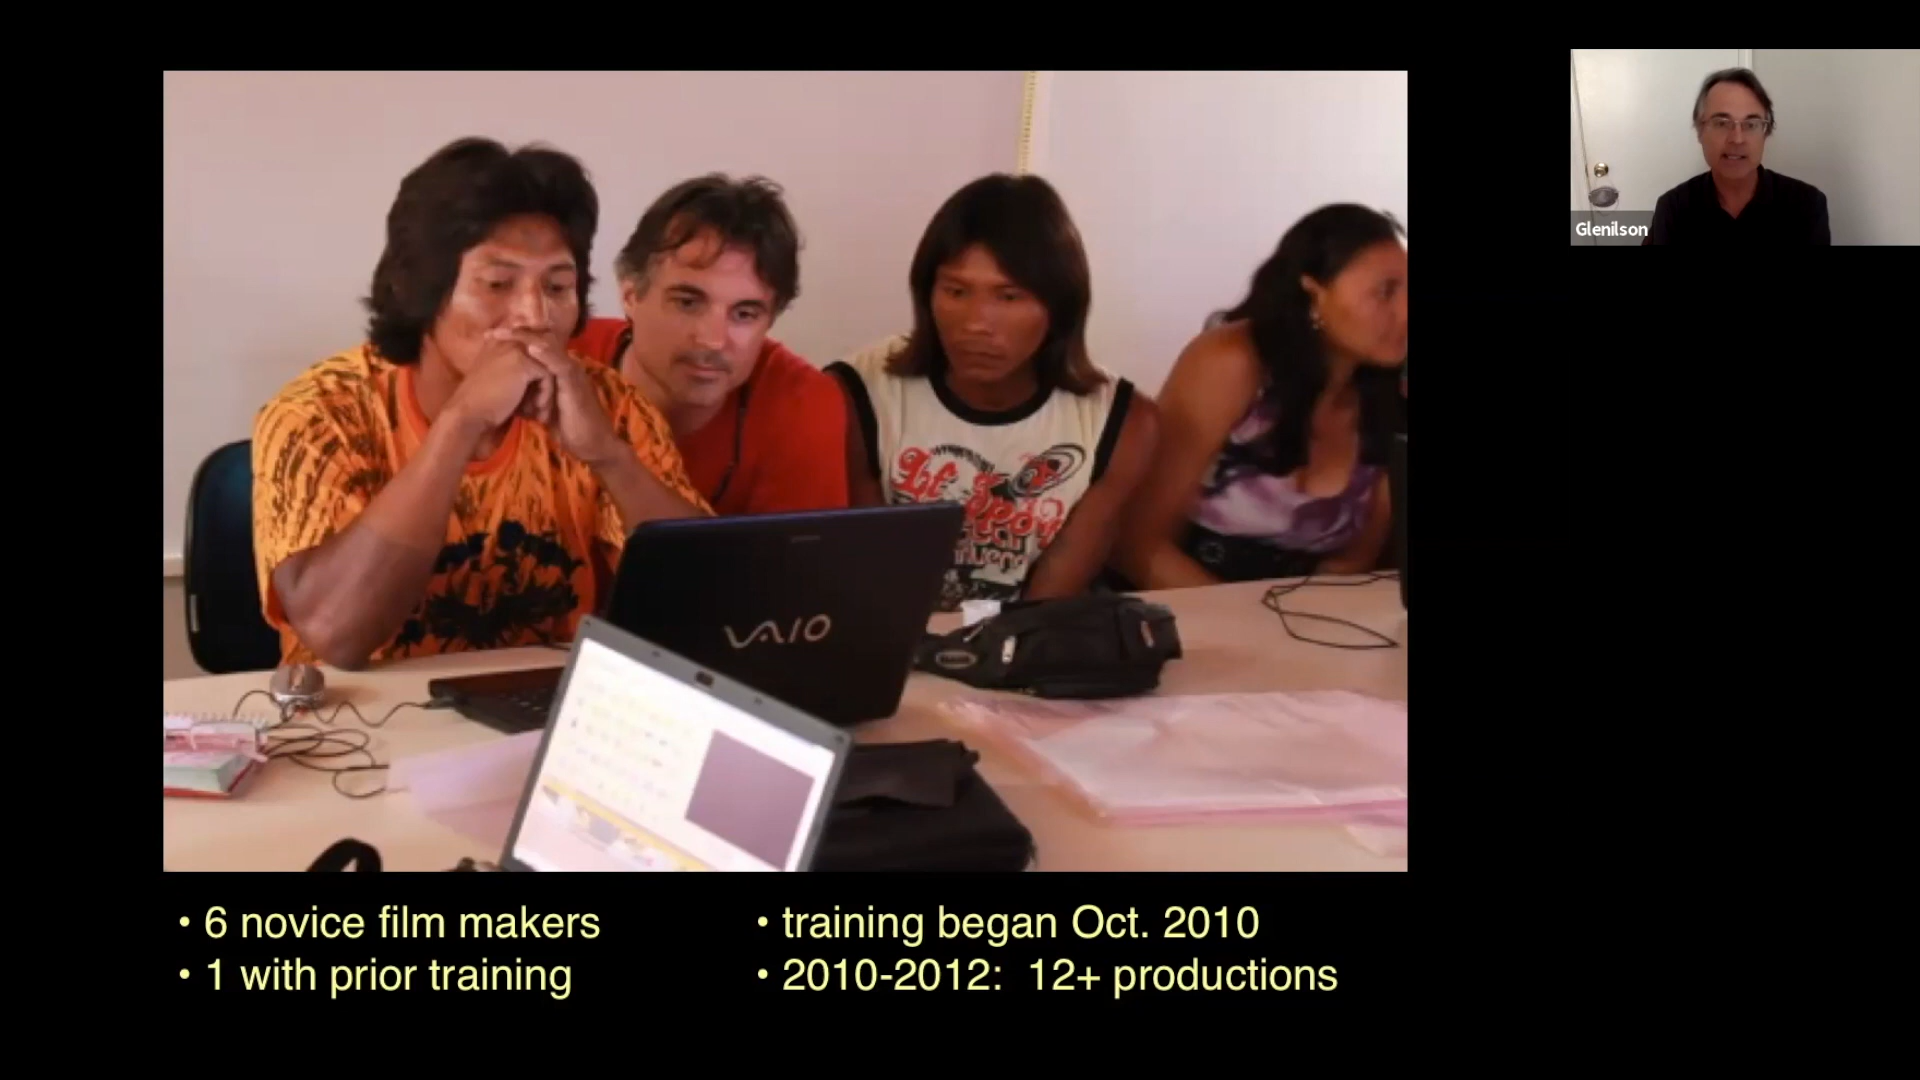 Glenilson
VAIO
• 6 novice film makers
• 1 with prior training
• training began Oct. 2010
• 2010-2012: 12+ productions